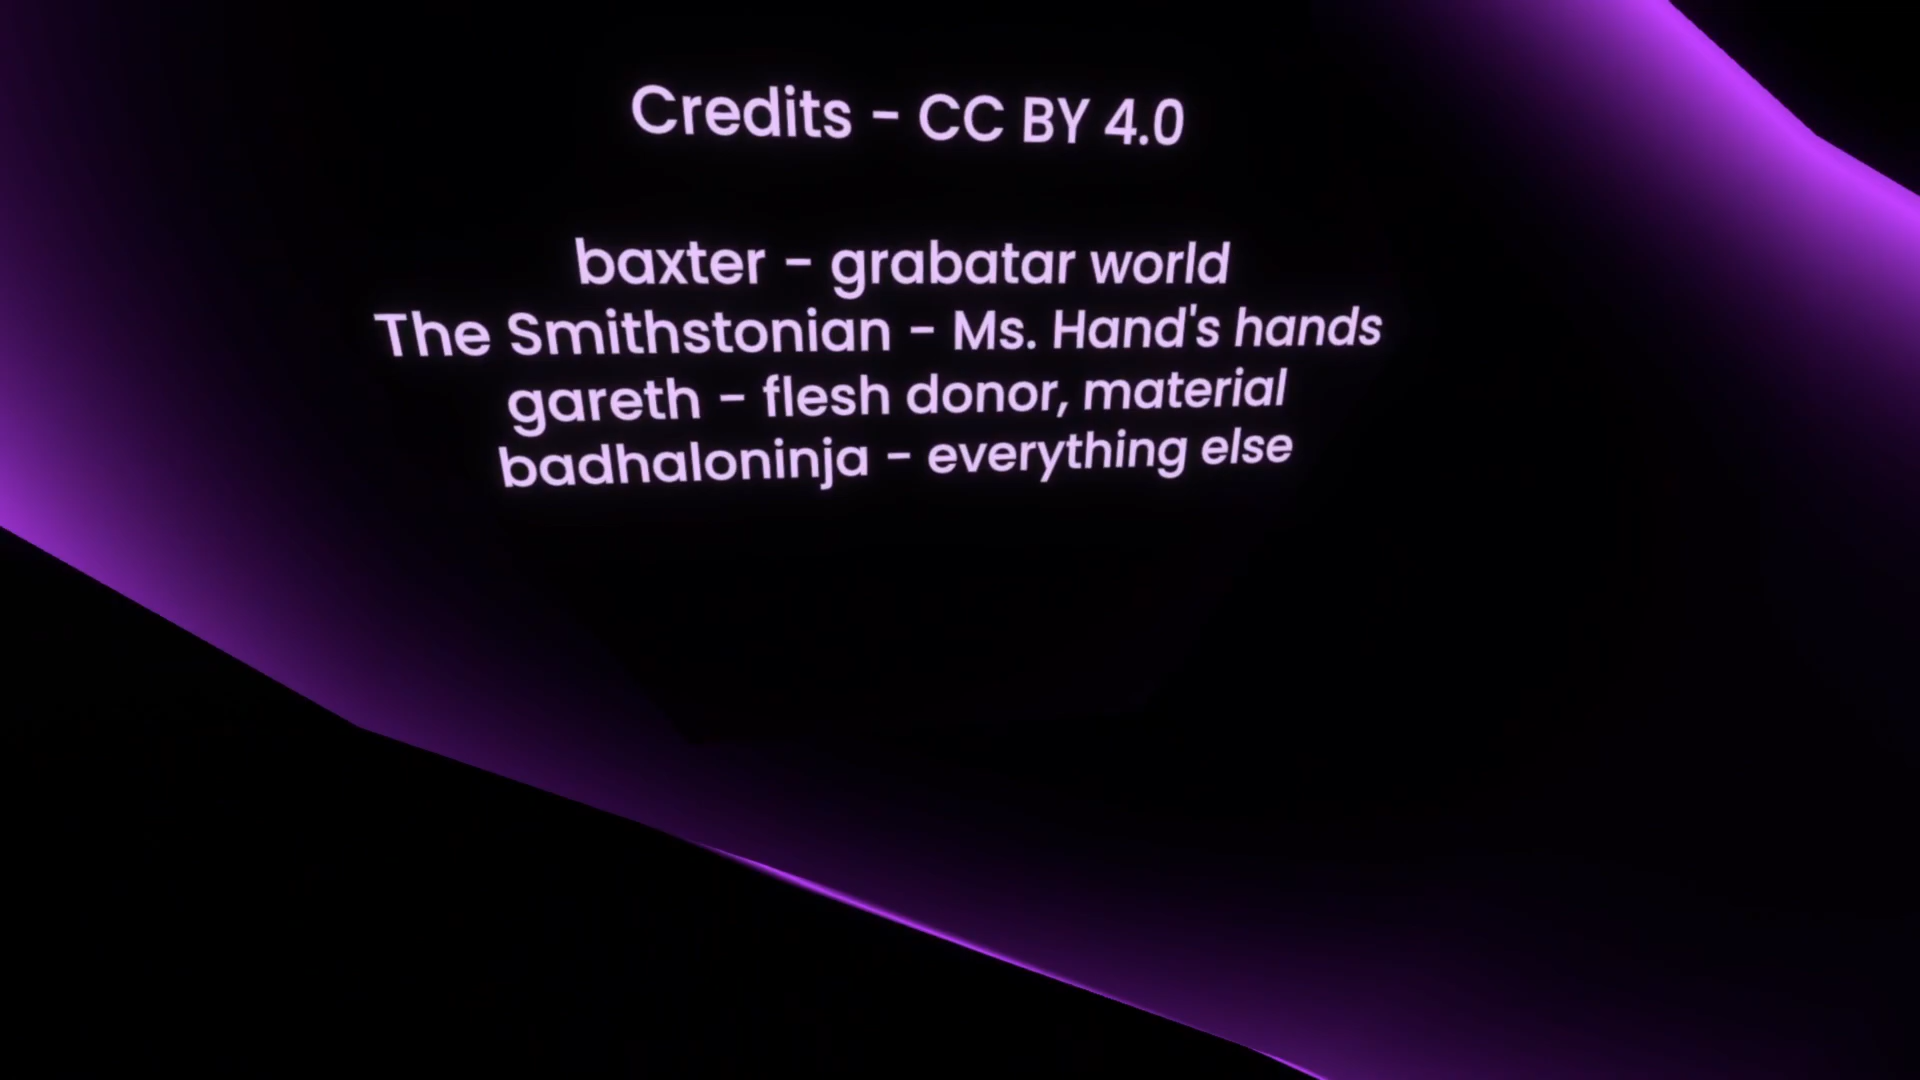 Credits - CC BY 4.0
baxter - grabatar world
The Smithstonian - Ms. Hand's hands
gareth - flesh donor, material
badhaloninja - everything else